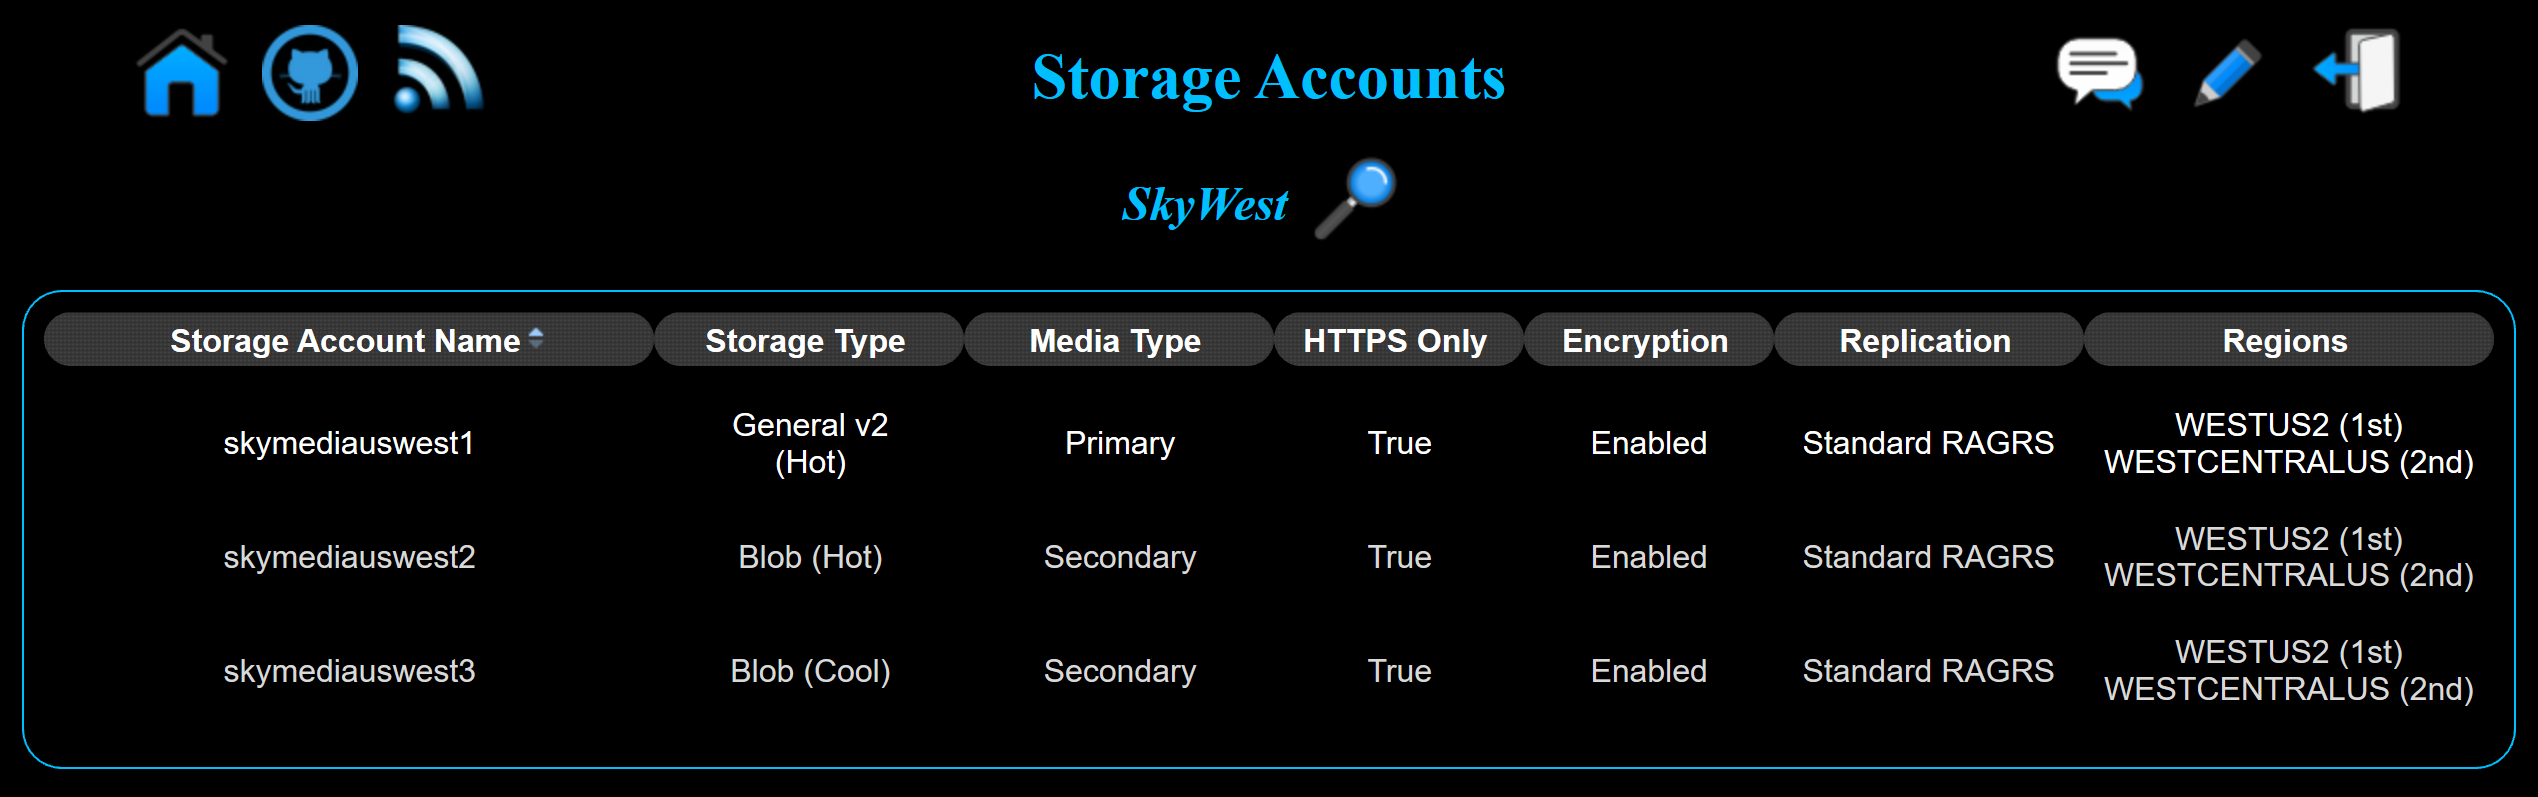 Storage Accounts
SkyWest
Storage Account Name Storage Type Media Type HTTPS Only Encryption Replication Regions
skymediauswest1 General v2 (Hot) Primary True Enabled Standard RAGRS WESTUS2 (1st) WESTCENTRALUS (2nd)
skymediauswest2 Blob (Hot) Secondary True Enabled Standard RAGRS WESTUS2 (1st) WESTCENTRALUS (2nd)
skymediauswest3 Blob (Cool) Secondary True Enabled Standard RAGRS WESTUS2 (1st) WESTCENTRALUS (2nd)